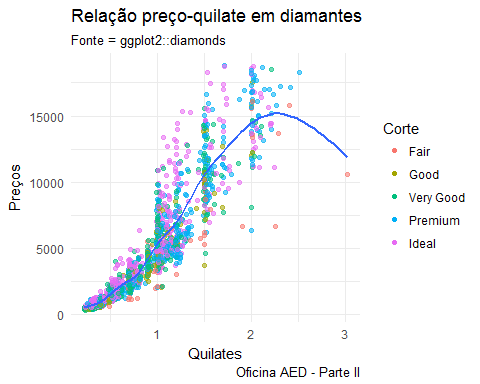 Relação preço-quilate em diamantes
Fonte = ggplot2::diamonds
Preços
15000
10000
5000
0
1
2
3
Quilates
Corte
Fair
Good
Very Good
Premium
Ideal
Oficina AED - Parte II